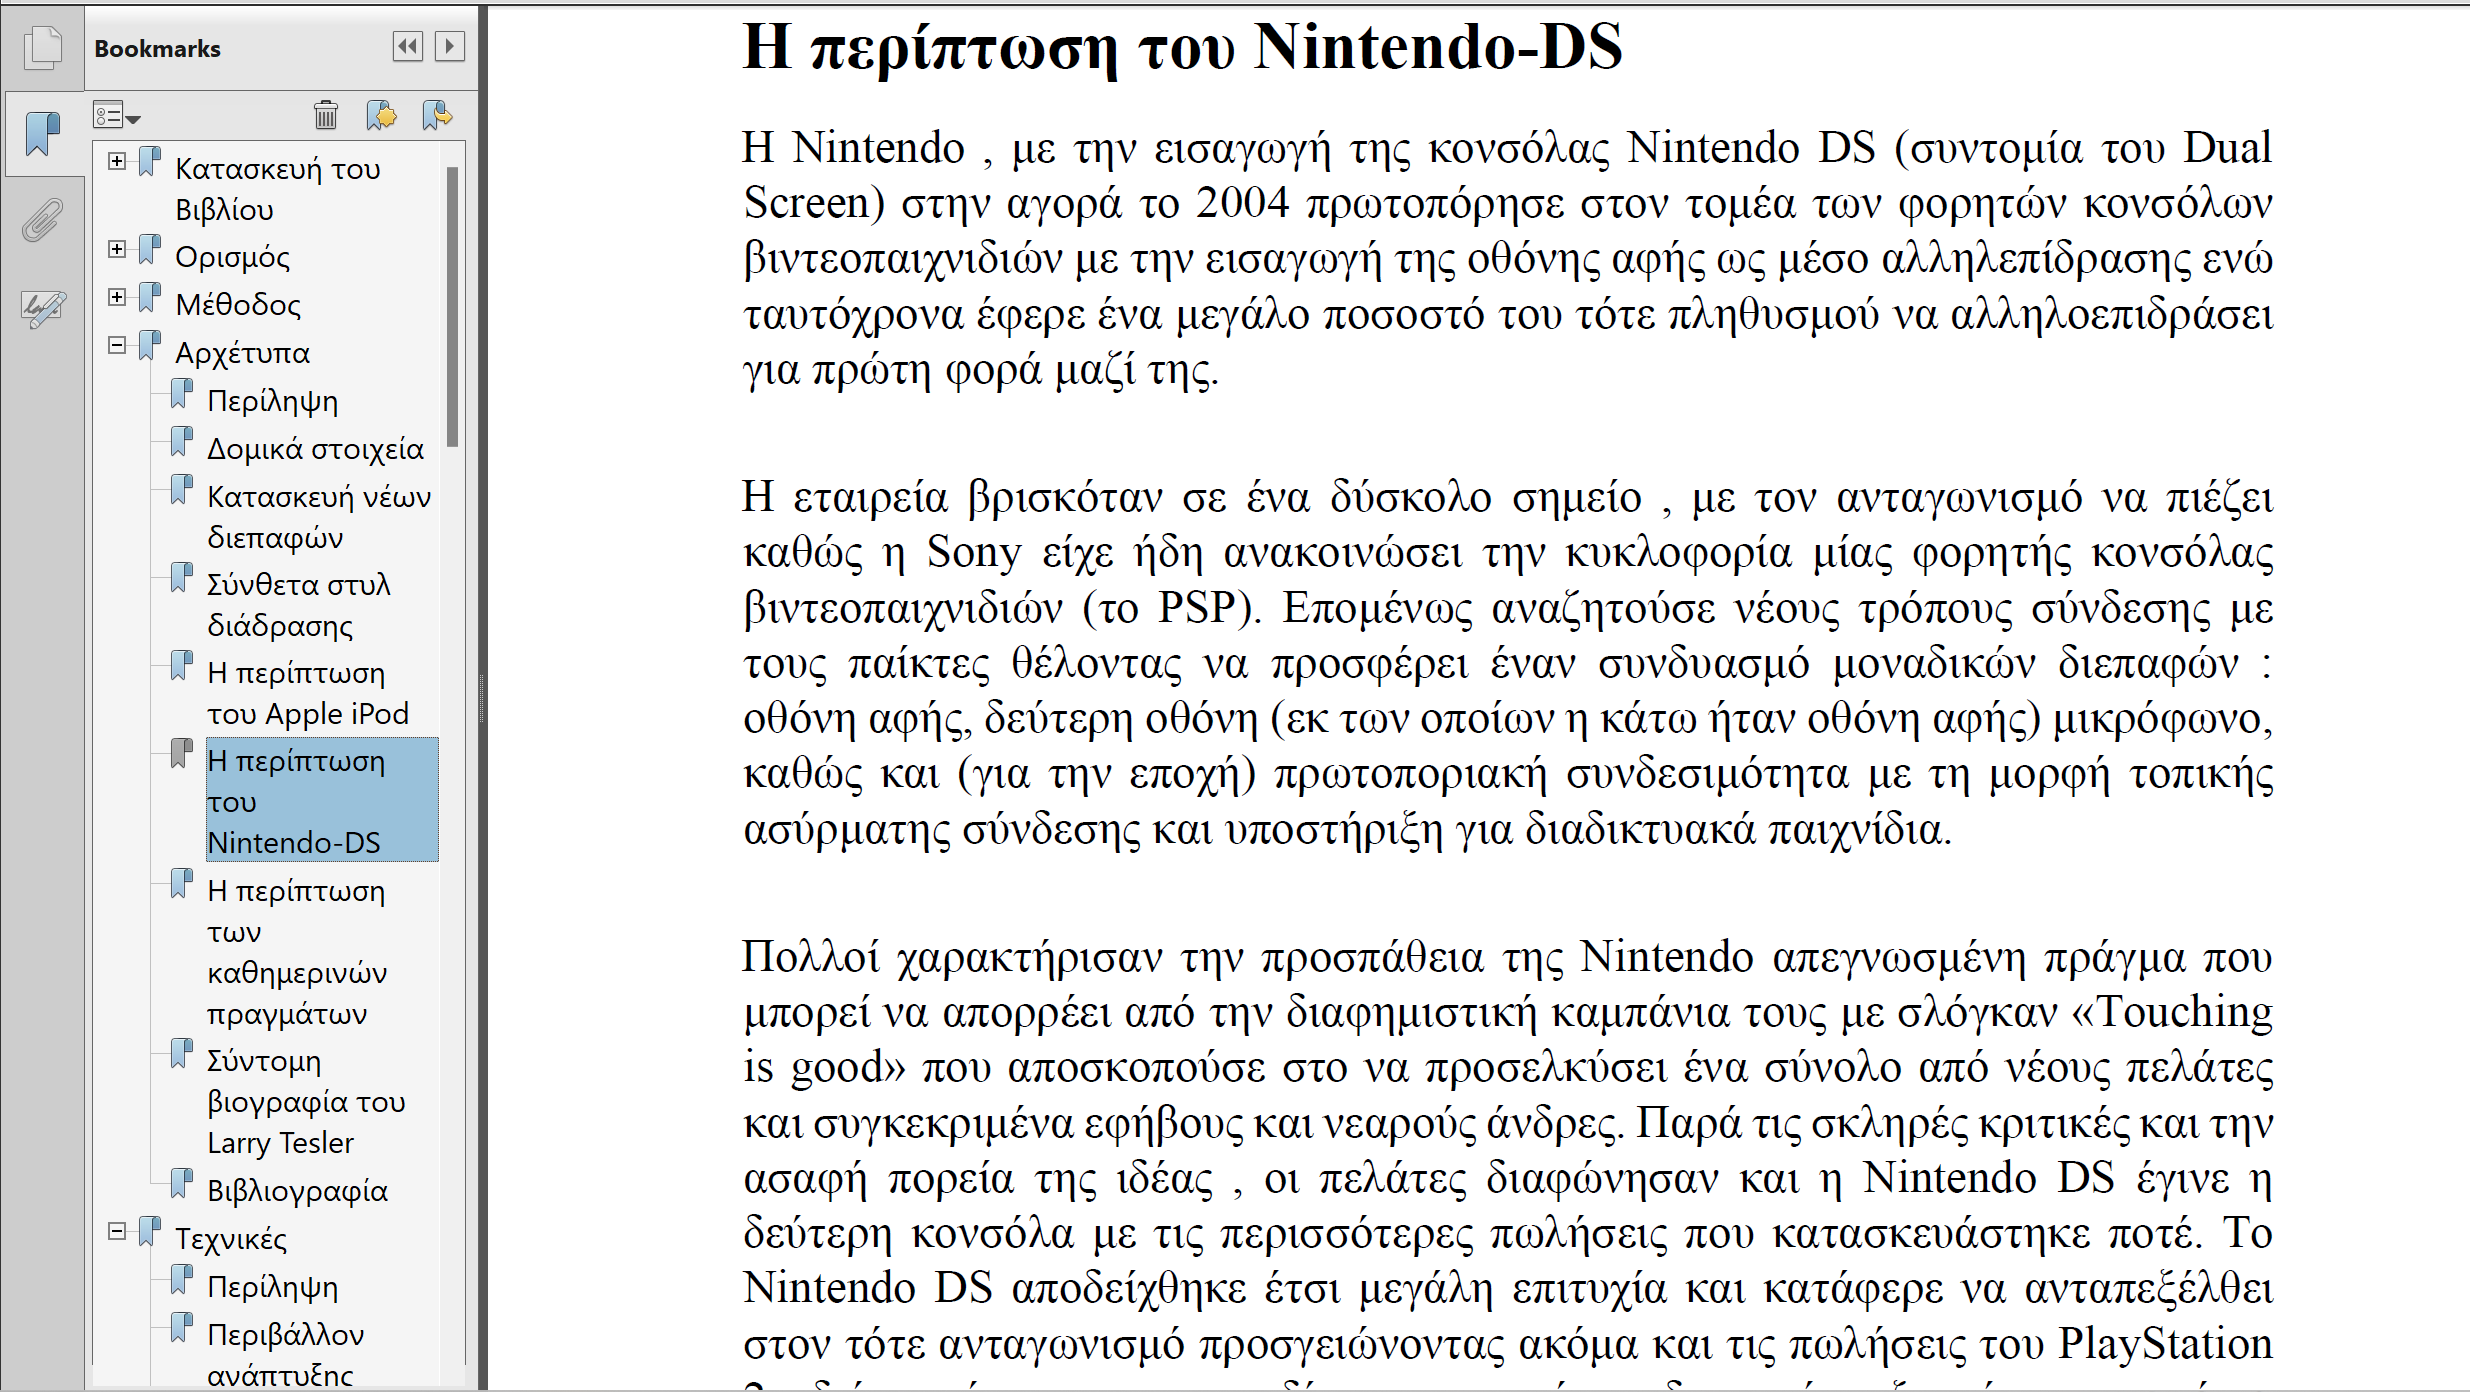 Bookmarks
Κατασκευή του
Βιβλίου
Ορισμός
Μέθοδος
Αρχέτυπα
Περίληψη
Δομικά στοιχεία
Κατασκευή νέων
διεπαφών
Σύνθετα στυλ
διάδρασης
Η περίπτωση
του Apple iPod
Η περίπτωση
του
Nintendo-DS
Η περίπτωση
των
καθημερινών
πραγμάτων
Σύντομη
βιογραφία του
Larry Tesler
Βιβλιογραφία
Τεχνικές
Περίληψη
Περιβάλλον
ανάπτυξης
Η περίπτωση του Nintendo-DS
Η Nintendo , με την εισαγωγή της κονσόλας Nintendo DS (συντομία του Dual
Screen) στην αγορά το 2004 πρωτοπόρησε στον τομέα των φορητών κονσόλων
βιντεοπαιχνιδιών με την εισαγωγή της οθόνης αφής ως μέσο αλληλεπίδρασης ενώ
ταυτόχρονα έφερε ένα μεγάλο ποσοστό του τότε πληθυσμού να αλληλοεπιδράσει
για πρώτη φορά μαζί της.
Η εταιρεία βρισκόταν σε ένα δύσκολο σημείο , με τον ανταγωνισμό να πιέζει
καθώς η Sony είχε ήδη ανακοινώσει την κυκλοφορία μίας φορητής κονσόλας
βιντεοπαιχνιδιών (το PSP). Επομένως αναζητούσε νέους τρόπους σύνδεσης με
τους παίκτες θέλοντας να προσφέρει έναν συνδυασμό μοναδικών διεπαφών :
οθόνη αφής, δεύτερη οθόνη (εκ των οποίων η κάτω ήταν οθόνη αφής) μικρόφωνο,
καθώς και (για την εποχή) πρωτοποριακή συνδεσιμότητα με τη μορφή τοπικής
ασύρματης σύνδεσης και υποστήριξη για διαδικτυακά παιχνίδια.
Πολλοί χαρακτήρισαν την προσπάθεια της Nintendo απεγνωσμένη πράγμα που
μπορεί να απορρέει από την διαφημιστική καμπάνια τους με σλόγκαν «Touching
is good» που αποσκοπούσε στο να προσελκύσει ένα σύνολο από νέους πελάτες
και συγκεκριμένα εφήβους και νεαρούς άνδρες. Παρά τις σκληρές κριτικές και την
ασαφή πορεία της ιδέας , οι πελάτες διαφώνησαν και η Nintendo DS έγινε η
δεύτερη κονσόλα με τις περισσότερες πωλήσεις που κατασκευάστηκε ποτέ. Το
Nintendo DS αποδείχθηκε έτσι μεγάλη επιτυχία και κατάφερε να ανταπεξέλθει
στον τότε ανταγωνισμό προσγειώνοντας ακόμα και τις πωλήσεις του PlayStation